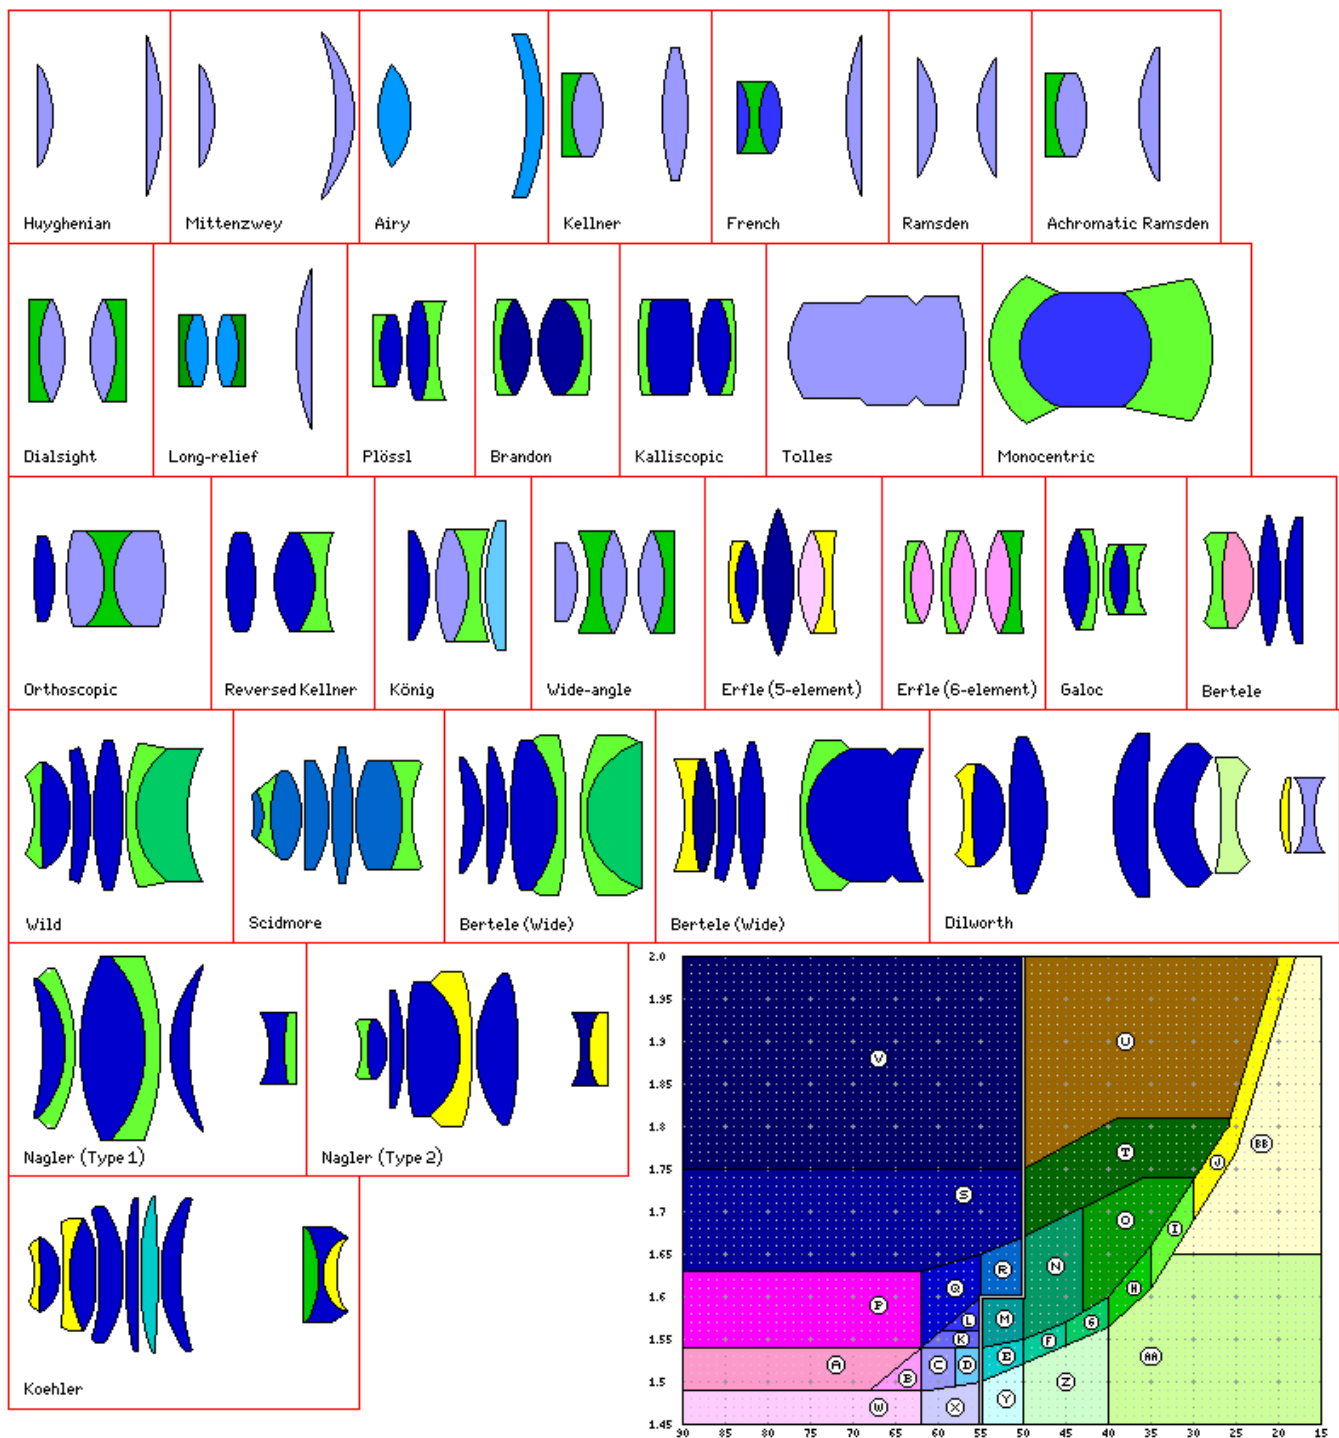 Huyghenian Mittenzwey Airy Kellner French Ramsden Achromatic Ramsden
Dialsight Long-relief Plössl Brandon Kalliscopic Tolles Monocentric
Orthoscopic Reversed Kellner König Wide-angle Erfle (5-element) Erfle (6-element) Galoc Bertele
Wild Scidmore Bertele (Wide) Bertele (Wide) Dilworth
Nagler (Type 1) Nagler (Type 2)
Koehler
2.0
1.95
1.9
1.85
1.8
1.75
1.7
1.65
1.6
1.55
1.5
1.45
U
V
T
BB
J
S
O
I
N
R
Q
H
P
L
M
G
K
F
A
C
D
E
AA
B
Z
Y
W
X
90 85 80 75 70 65 60 55 50 45 40 35 30 25 20 15